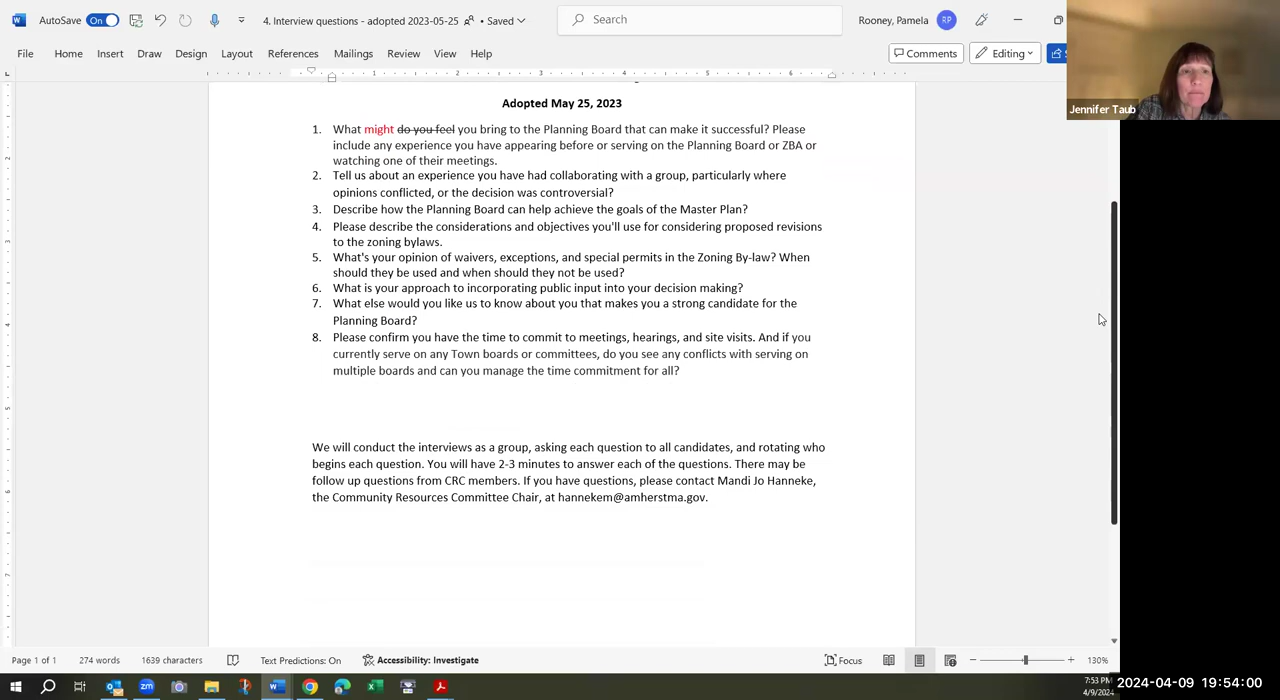 AutoSave On 4. Interview questions - adopted 2023-05-25 • Saved Search Rooney, Pamela RP
File Home Insert Draw Design Layout References Mailings Review View Help Comments Editing
Jennifer Taub
1 2 3 4 5 6
Adopted May 25, 2023
1. What might do you feel you bring to the Planning Board that can make it successful? Please
include any experience you have appearing before or serving on the Planning Board or ZBA or
watching one of their meetings.
2. Tell us about an experience you have had collaborating with a group, particularly where
opinions conflicted, or the decision was controversial?
3. Describe how the Planning Board can help achieve the goals of the Master Plan?
4. Please describe the considerations and objectives you'll use for considering proposed revisions
to the zoning bylaws.
5. What's your opinion of waivers, exceptions, and special permits in the Zoning By-law? When
should they be used and when should they not be used?
6. What is your approach to incorporating public input into your decision making?
7. What else would you like us to know about you that makes you a strong candidate for the
Planning Board?
8. Please confirm you have the time to commit to meetings, hearings, and site visits. And if you
currently serve on any Town boards or committees, do you see any conflicts with serving on
multiple boards and can you manage the time commitment for all?
We will conduct the interviews as a group, asking each question to all candidates, and rotating who
begins each question. You will have 2-3 minutes to answer each of the questions. There may be
follow up questions from CRC members. If you have questions, please contact Mandi Jo Hanneke,
the Community Resources Committee Chair, at hannekem@amherstma.gov.
Page 1 of 1 274 words 1639 characters Text Predictions: On Accessibility: Investigate Focus 130%
7:53 PM
4/9/2024
2024-04-09 19:54:00